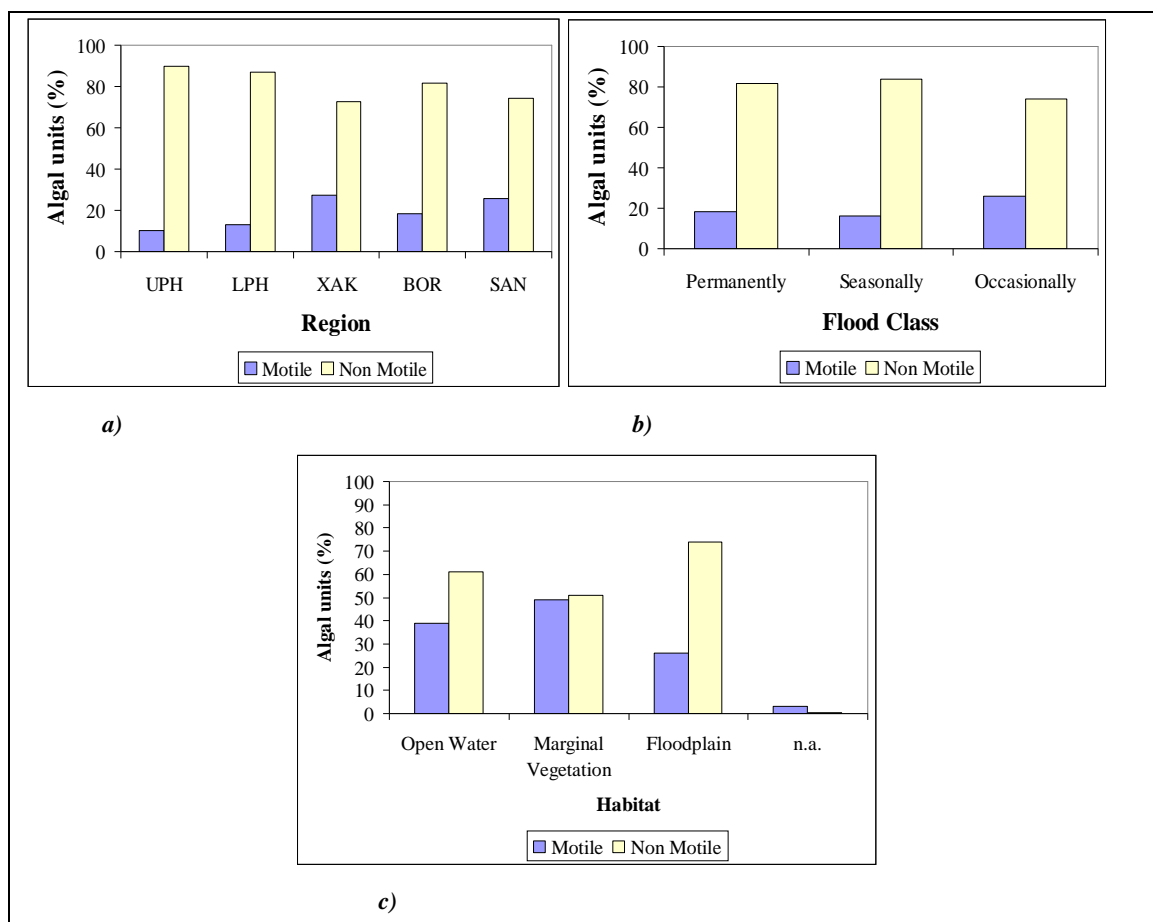 Algal units (%)
100
80
60
40
20
0
UPH LPH XAK BOR SAN
Region
Motile Non Motile
a)
Algal units (%)
100
80
60
40
20
0
Permanently Seasonally Occasionally
Flood Class
Motile Non Motile
b)
Algal units (%)
100
90
80
70
60
50
40
30
20
10
0
Open Water Marginal Floodplain n.a.
Vegetation
Habitat
Motile Non Motile
c)